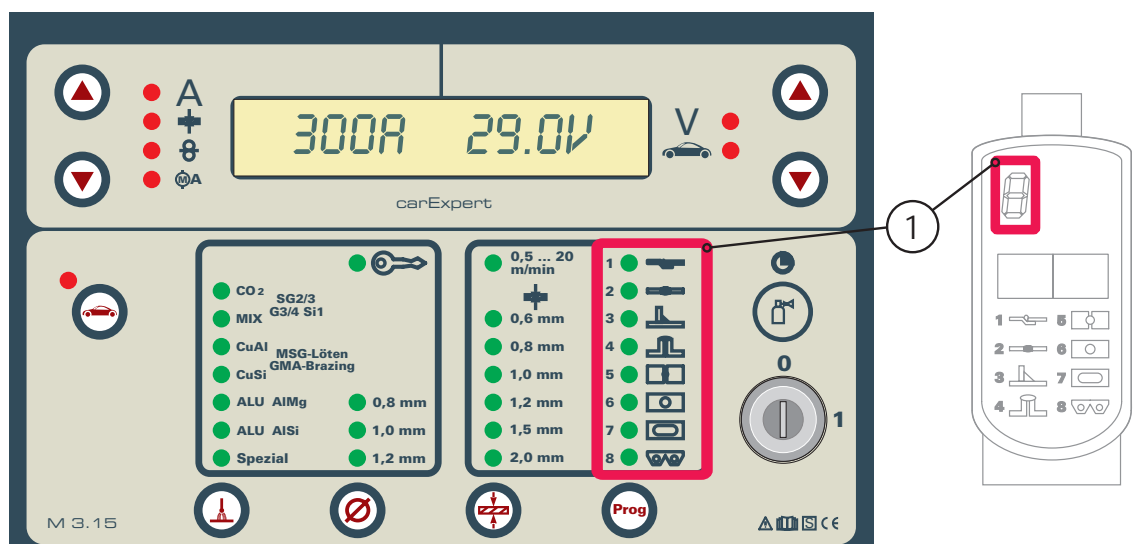 A
V
300A 29.0V
MA
carExpert
1
CO2
SG2/3
MIX
G3/4 Si1
CuAl
MSG-Löten
GMA-Brazing
CuSi
ALU AlMg
0,8 mm
ALU AlSi
1,0 mm
Spezial
1,2 mm
0,5 ... 20
m/min
0,6 mm
0,8 mm
1,0 mm
1,2 mm
1,5 mm
2,0 mm
1
2
3
4
5
6
7
8
0
1
Prog
M 3.15
S CE
8
1 5
2 6
3 7
4 8